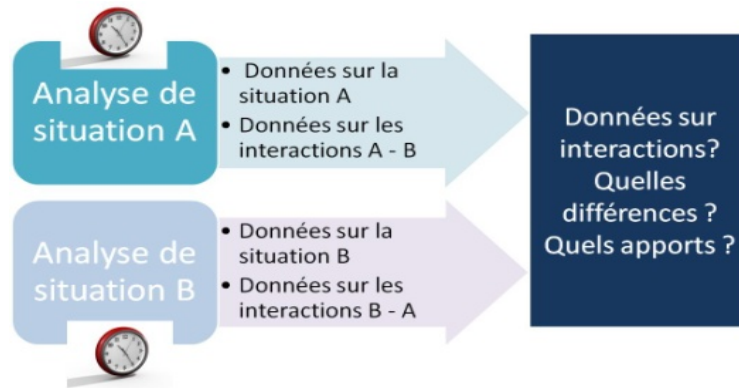 Analyse de
situation A
• Données sur la
situation A
• Données sur les
interactions A - B
Analyse de
situation B
• Données sur la
situation B
• Données sur les
interactions B - A
Données sur
interactions?
Quelles
différences ?
Quels apports ?